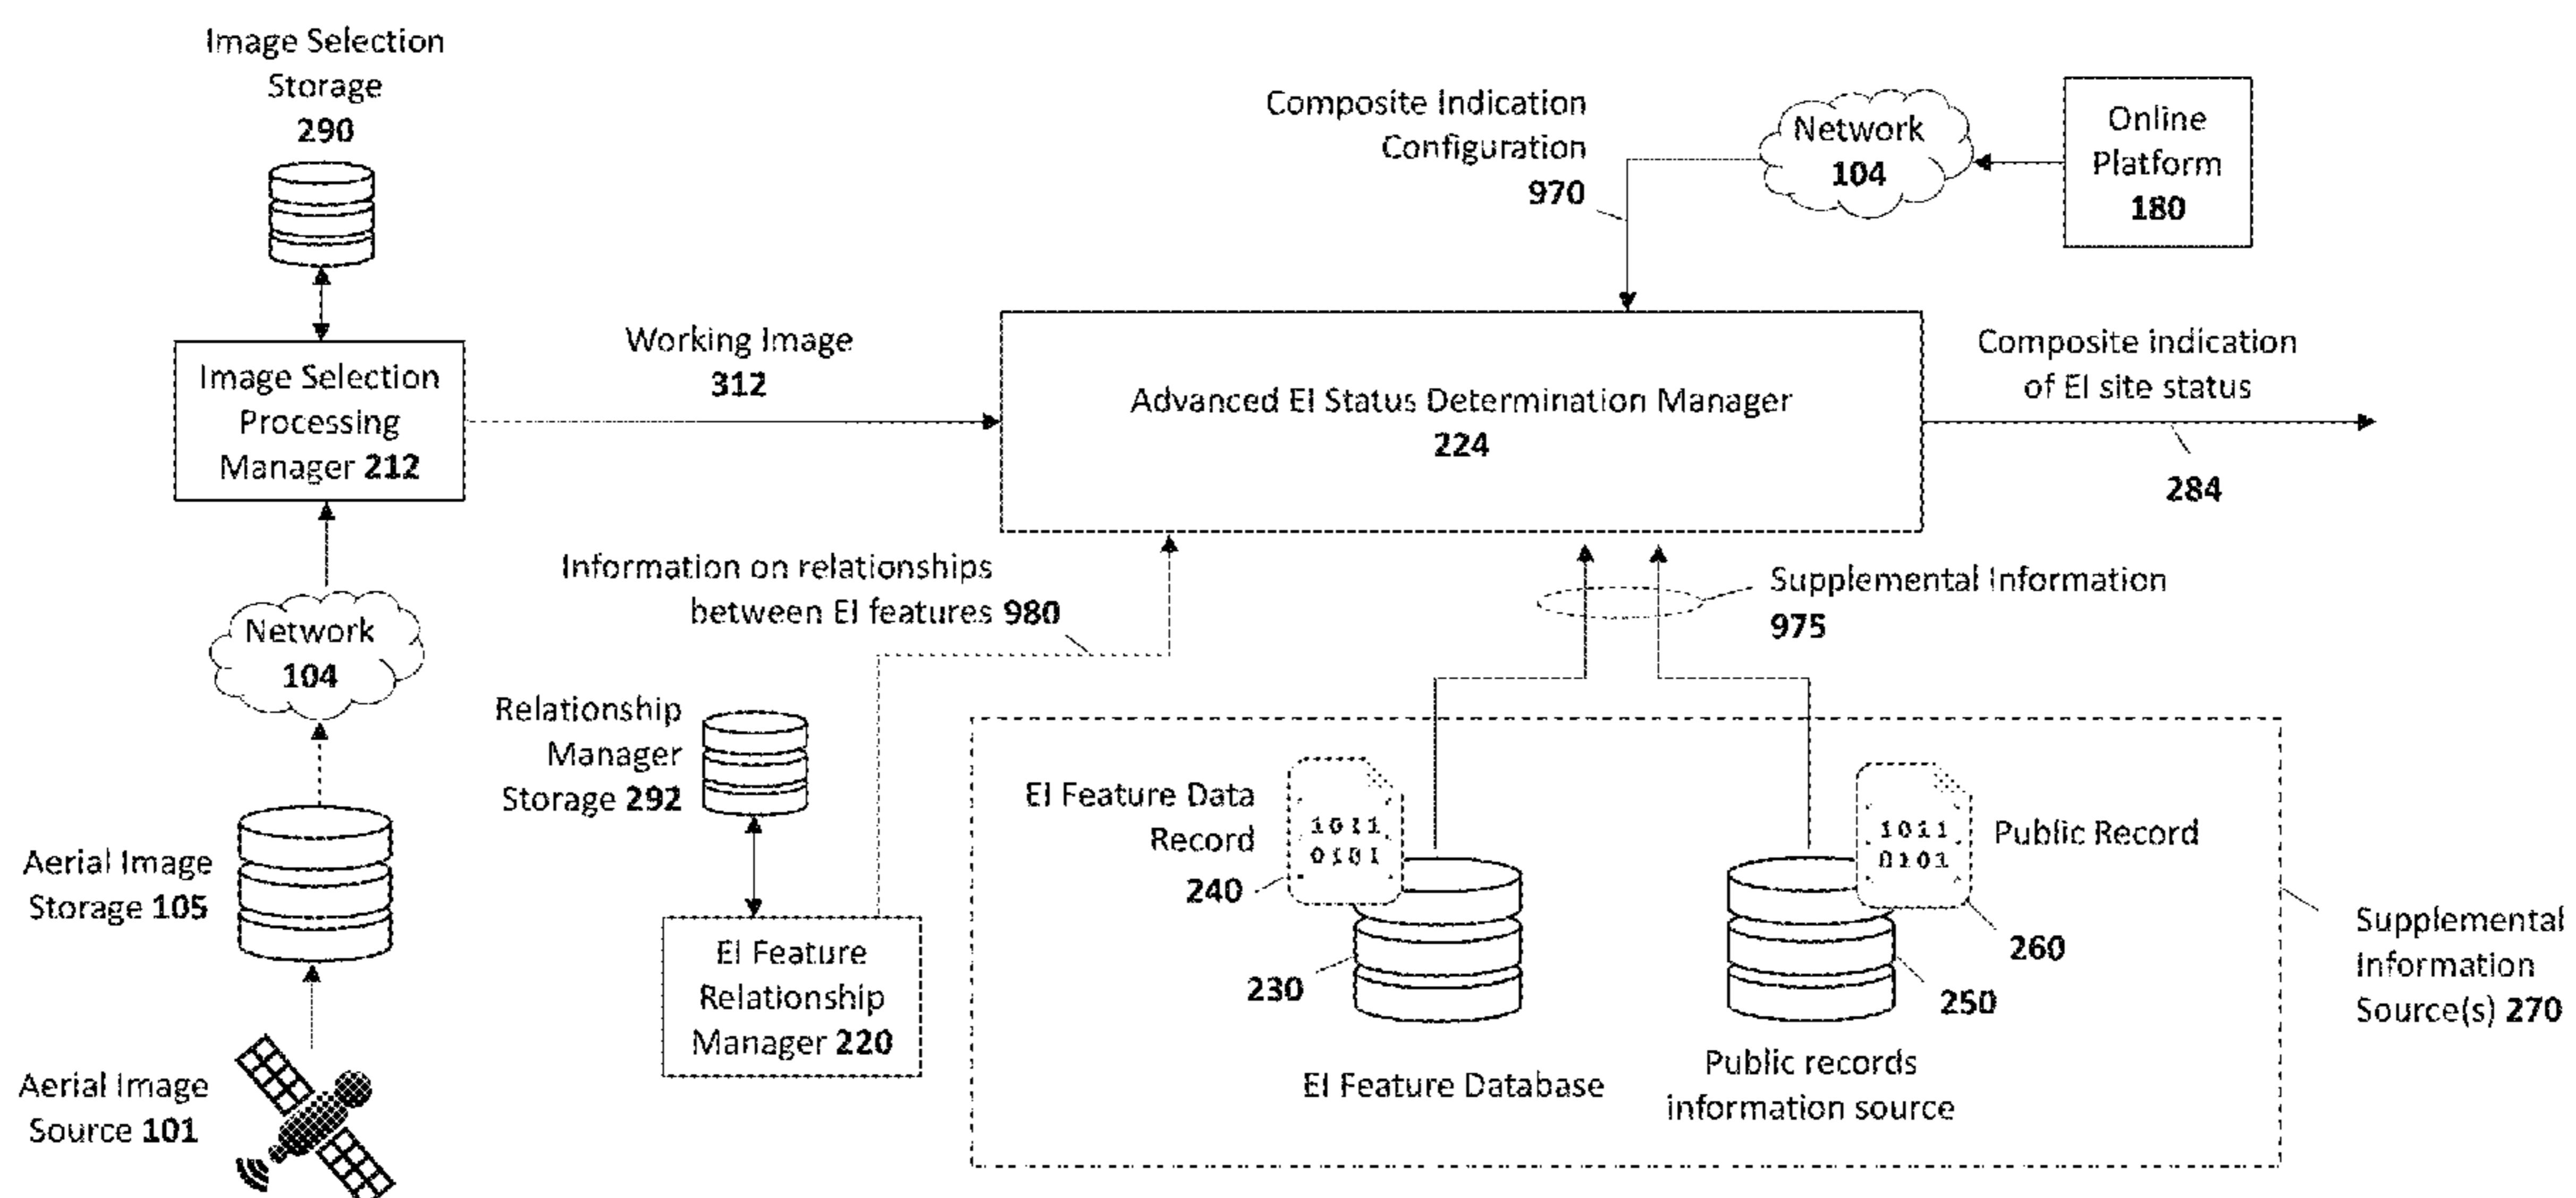 Image Selection
Storage
290
Image Selection
Processing
Manager 212
Network
104
Aerial Image
Storage 105
Aerial Image
Source 101
Working Image
312
Composite Indication
Configuration
970
Network
104
Online
Platform
180
Advanced EI Status Determination Manager
224
Composite indication
of EI site status
284
Information on relationships
between EI features 980
Relationship
Manager
Storage 292
EI Feature
Relationship
Manager 220
Supplemental Information
975
EI Feature Data
Record
240
1011
0101
230
EI Feature Database
1011
0101
Public Record
260
250
Public records
information source
Supplemental
Information
Source(s) 270